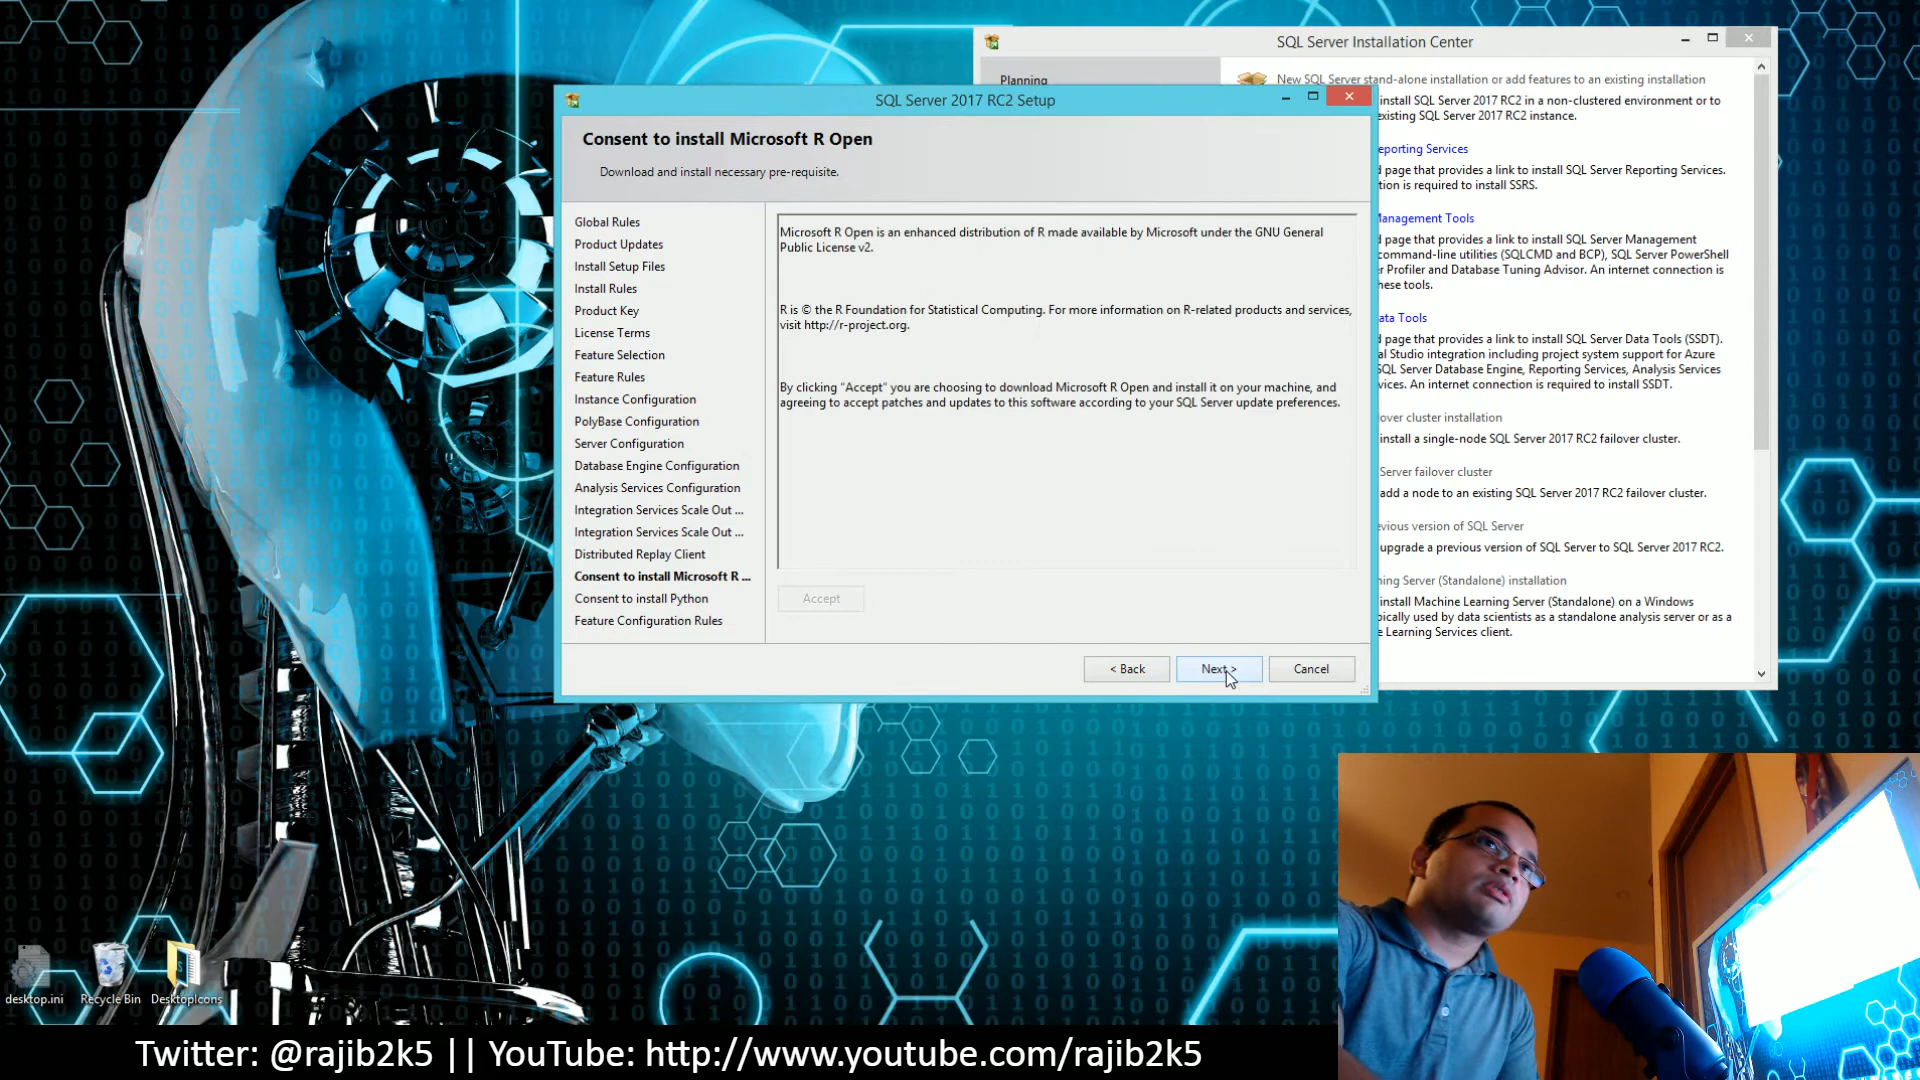 SQL Server Installation Center
Planning
New SQL Server stand-alone installation or add features to an existing installation
install SQL Server 2017 RC2 in a non-clustered environment or to
existing SQL Server 2017 RC2 instance.
eporting Services
d page that provides a link to install SQL Server Reporting Services.
tion is required to install SSRS.
Management Tools
d page that provides a link to install SQL Server Management
command-line utilities (SQLCMD and BCP), SQL Server PowerShell
r Profiler and Database Tuning Advisor. An internet connection is
hese tools.
ata Tools
d page that provides a link to install SQL Server Data Tools (SSDT).
al Studio integration including project system support for Azure
SQL Server Database Engine, Reporting Services, Analysis Services
vices. An internet connection is required to install SSDT.
over cluster installation
install a single-node SQL Server 2017 RC2 failover cluster.
Server failover cluster
add a node to an existing SQL Server 2017 RC2 failover cluster.
evious version of SQL Server
upgrade a previous version of SQL Server to SQL Server 2017 RC2.
ning Server (Standalone) installation
install Machine Learning Server (Standalone) on a Windows
pically used by data scientists as a standalone analysis server or as a
e Learning Services client.
SQL Server 2017 RC2 Setup
Consent to install Microsoft R Open
Download and install necessary pre-requisite.
Global Rules
Product Updates
Install Setup Files
Install Rules
Product Key
License Terms
Feature Selection
Feature Rules
Instance Configuration
PolyBase Configuration
Server Configuration
Database Engine Configuration
Analysis Services Configuration
Integration Services Scale Out ...
Integration Services Scale Out ...
Distributed Replay Client
Consent to install Microsoft R ...
Consent to install Python
Feature Configuration Rules
Microsoft R Open is an enhanced distribution of R made available by Microsoft under the GNU General
Public License v2.
R is © the R Foundation for Statistical Computing. For more information on R-related products and services,
visit http://r-project.org.
By clicking "Accept" you are choosing to download Microsoft R Open and install it on your machine, and
agreeing to accept patches and updates to this software according to your SQL Server update preferences.
Accept
< Back
Next >
Cancel
desktop.ini
Recycle Bin
DesktopIcons
Twitter: @rajib2k5 || YouTube: http://www.youtube.com/rajib2k5